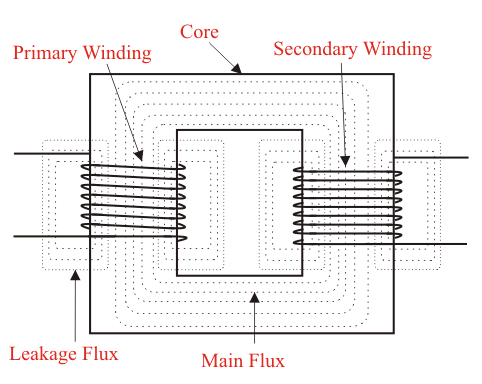 Core
Primary Winding
Secondary Winding
Leakage Flux
Main Flux